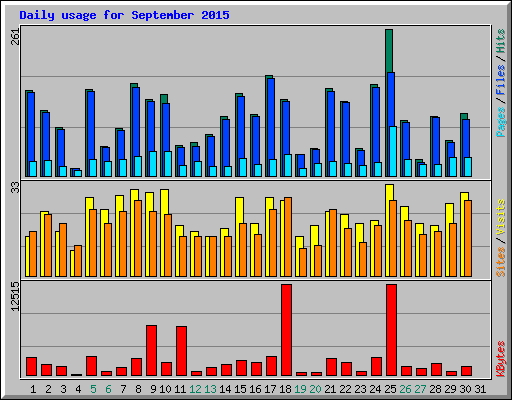 Daily usage for September 2015
261
Pages / Files / Hits
33
Sites / Visits
12515
KBytes
1 2 3 4 5 6 7 8 9 10 11 12 13 14 15 16 17 18 19 20 21 22 23 24 25 26 27 28 29 30 31